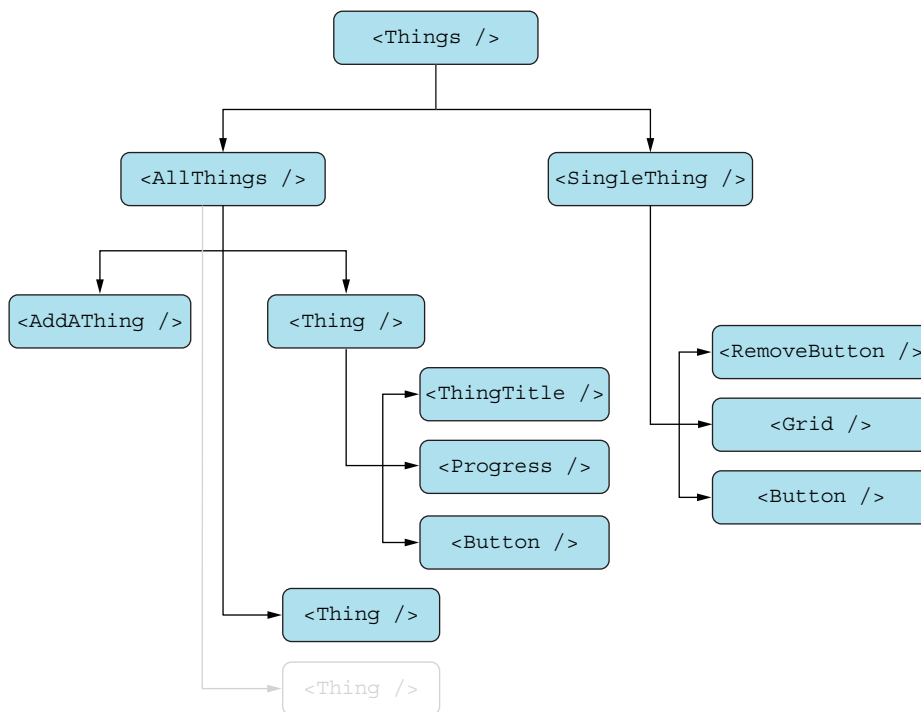 <Things />
<AllThings />
<SingleThing />
<AddAThing />
<Thing />
<RemoveButton />
<ThingTitle />
<Grid />
<Progress />
<Button />
<Button />
<Thing />
<Thing />